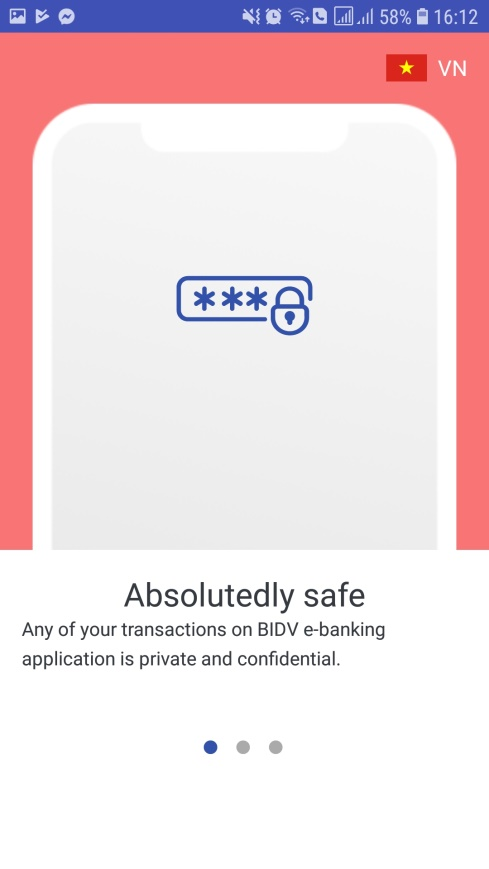 58% 16:12
VN
***
Absolutedly safe
Any of your transactions on BIDV e-banking
application is private and confidential.